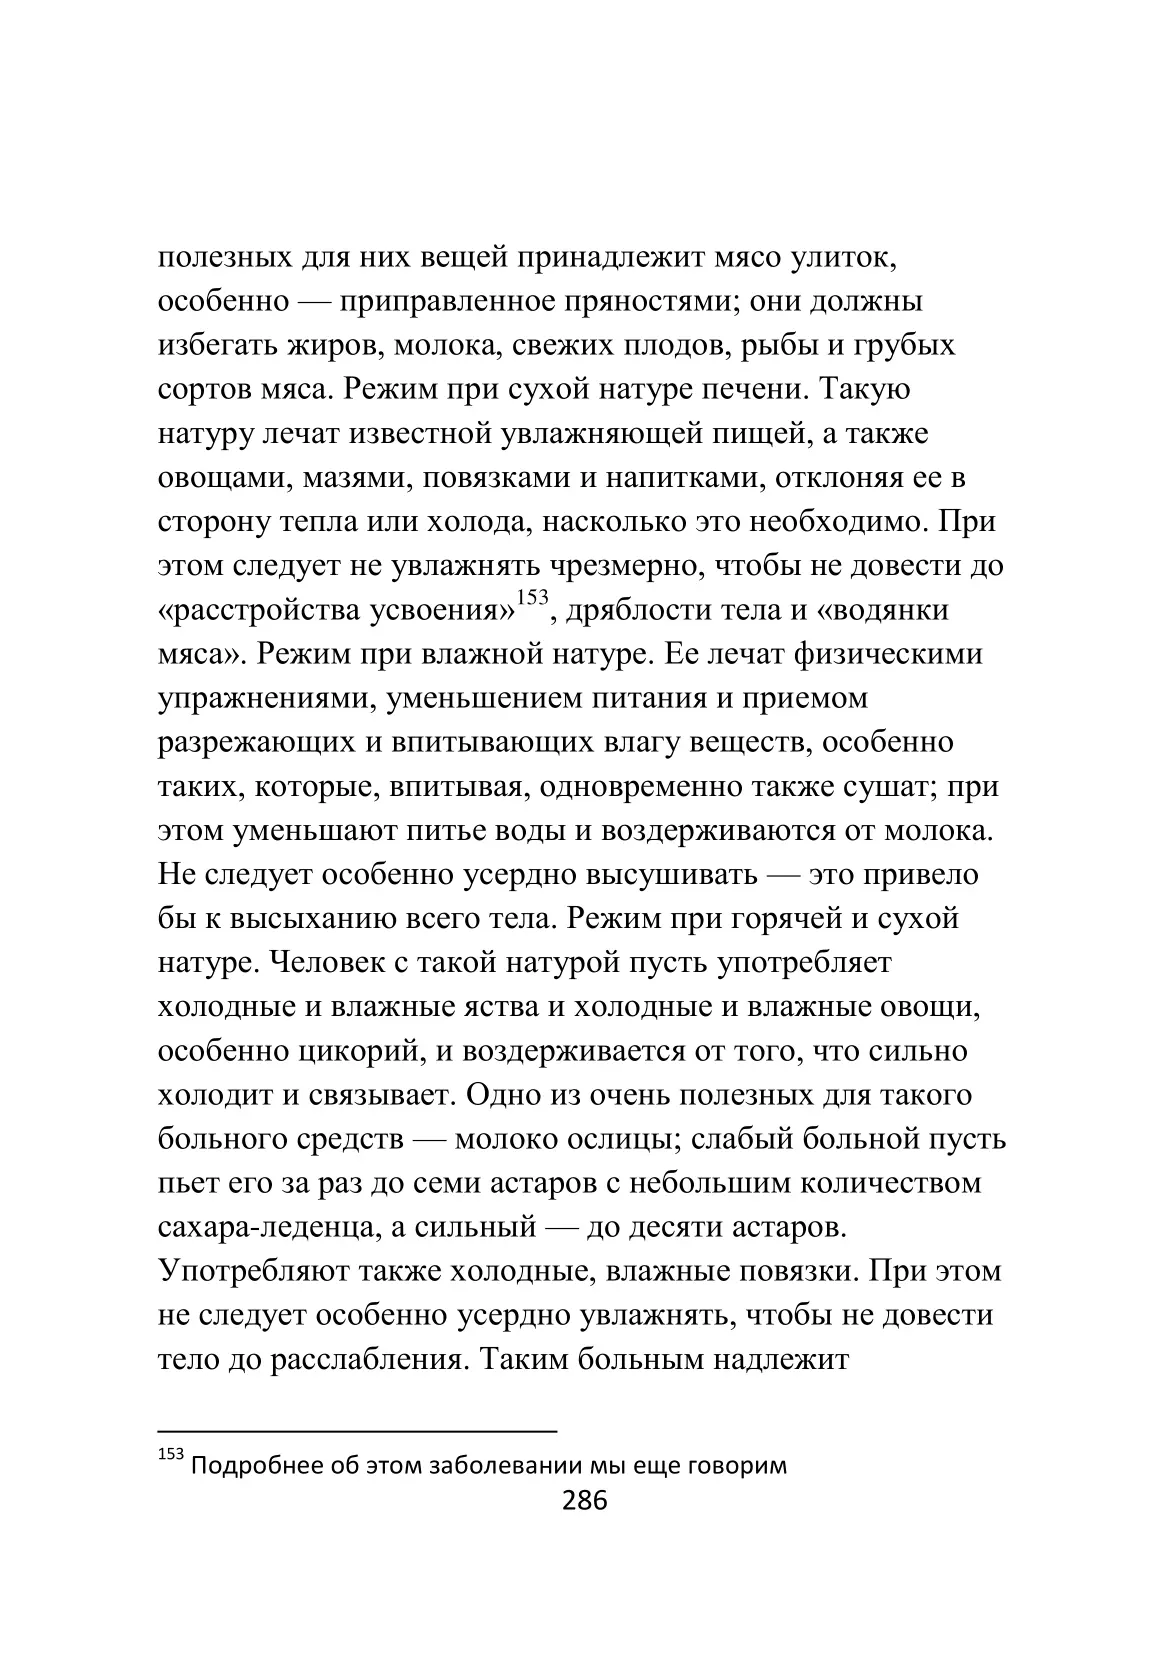 полезных для них вещей принадлежит мясо улиток,
особенно — приправленное пряностями; они должны
избегать жиров, молока, свежих плодов, рыбы и грубых
сортов мяса. Режим при сухой натуре печени. Такую
натуру лечат известной увлажняющей пищей, а также
овощами, мазями, повязками и напитками, отклоняя ее в
сторону тепла или холода, насколько это необходимо. При
этом следует не увлажнять чрезмерно, чтобы не довести до
«расстройства усвоения»153, дряблости тела и «водянки
мяса». Режим при влажной натуре. Ее лечат физическими
упражнениями, уменьшением питания и приемом
разрежающих и впитывающих влагу веществ, особенно
таких, которые, впитывая, одновременно также сушат; при
этом уменьшают питье воды и воздерживаются от молока.
Не следует особенно усердно высушивать — это привело
бы к высыханию всего тела. Режим при горячей и сухой
натуре. Человек с такой натурой пусть употребляет
холодные и влажные яства и холодные и влажные овощи,
особенно цикорий, и воздерживается от того, что сильно
холодит и связывает. Одно из очень полезных для такого
больного средств — молоко ослицы; слабый больной пусть
пьет его за раз до семи астаров с небольшим количеством
сахара-леденца, а сильный — до десяти астаров.
Употребляют также холодные, влажные повязки. При этом
не следует особенно усердно увлажнять, чтобы не довести
тело до расслабления. Таким больным надлежит
153 Подробнее об этом заболевании мы еще говорим
286